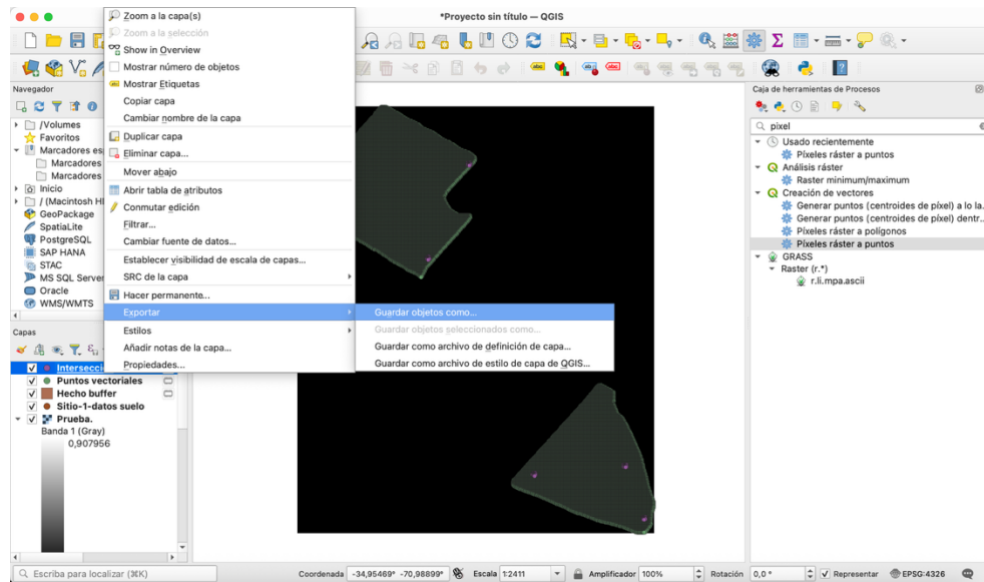 *Proyecto sin título — QGIS
Zoom a la capa(s)
Zoom a la selección
Show in Overview
Mostrar número de objetos
Mostrar Etiquetas
Copiar capa
Cambiar nombre de la capa
Duplicar capa
Eliminar capa...
Mover abajo
Abrir tabla de atributos
Conmutar edición
Filtrar...
Cambiar fuente de datos...
Establecer visibilidad de escala de capas...
SRC de la capa
Hacer permanente...
Exportar
Estilos
Añadir notas de la capa...
Propiedades...
Guardar objetos como...
Guardar objetos seleccionados como...
Guardar como archivo de definición de capa...
Guardar como archivo de estilo de capa de QGIS...
Navegador
/Volumes
Favoritos
Marcadores es
Marcadores
Marcadores
Inicio
/ (Macintosh H
GeoPackage
SpatiaLite
PostgreSQL
SAP HANA
STAC
MS SQL Server
Oracle
WMS/WMTS
Capas
Intersecci
Puntos vectoriales
Hecho buffer
Sitio-1-datos suelo
Prueba.
Banda 1 (Gray)
0,907956
Caja de herramientas de Procesos
pixel
Usado recientemente
Píxeles ráster a puntos
Análisis ráster
Raster minimum/maximum
Creación de vectores
Generar puntos (centroides de píxel) a lo la.
Generar puntos (centroides de píxel) dentr..
Píxeles ráster a polígonos
Píxeles ráster a puntos
GRASS
Raster (r.*)
r.li.mpa.ascii
Escriba para localizar (⌘K)
Coordenada -34,95469° -70,98899° Escala 1:2411 Amplificador 100% Rotación 0,0 ° Representar EPSG:4326